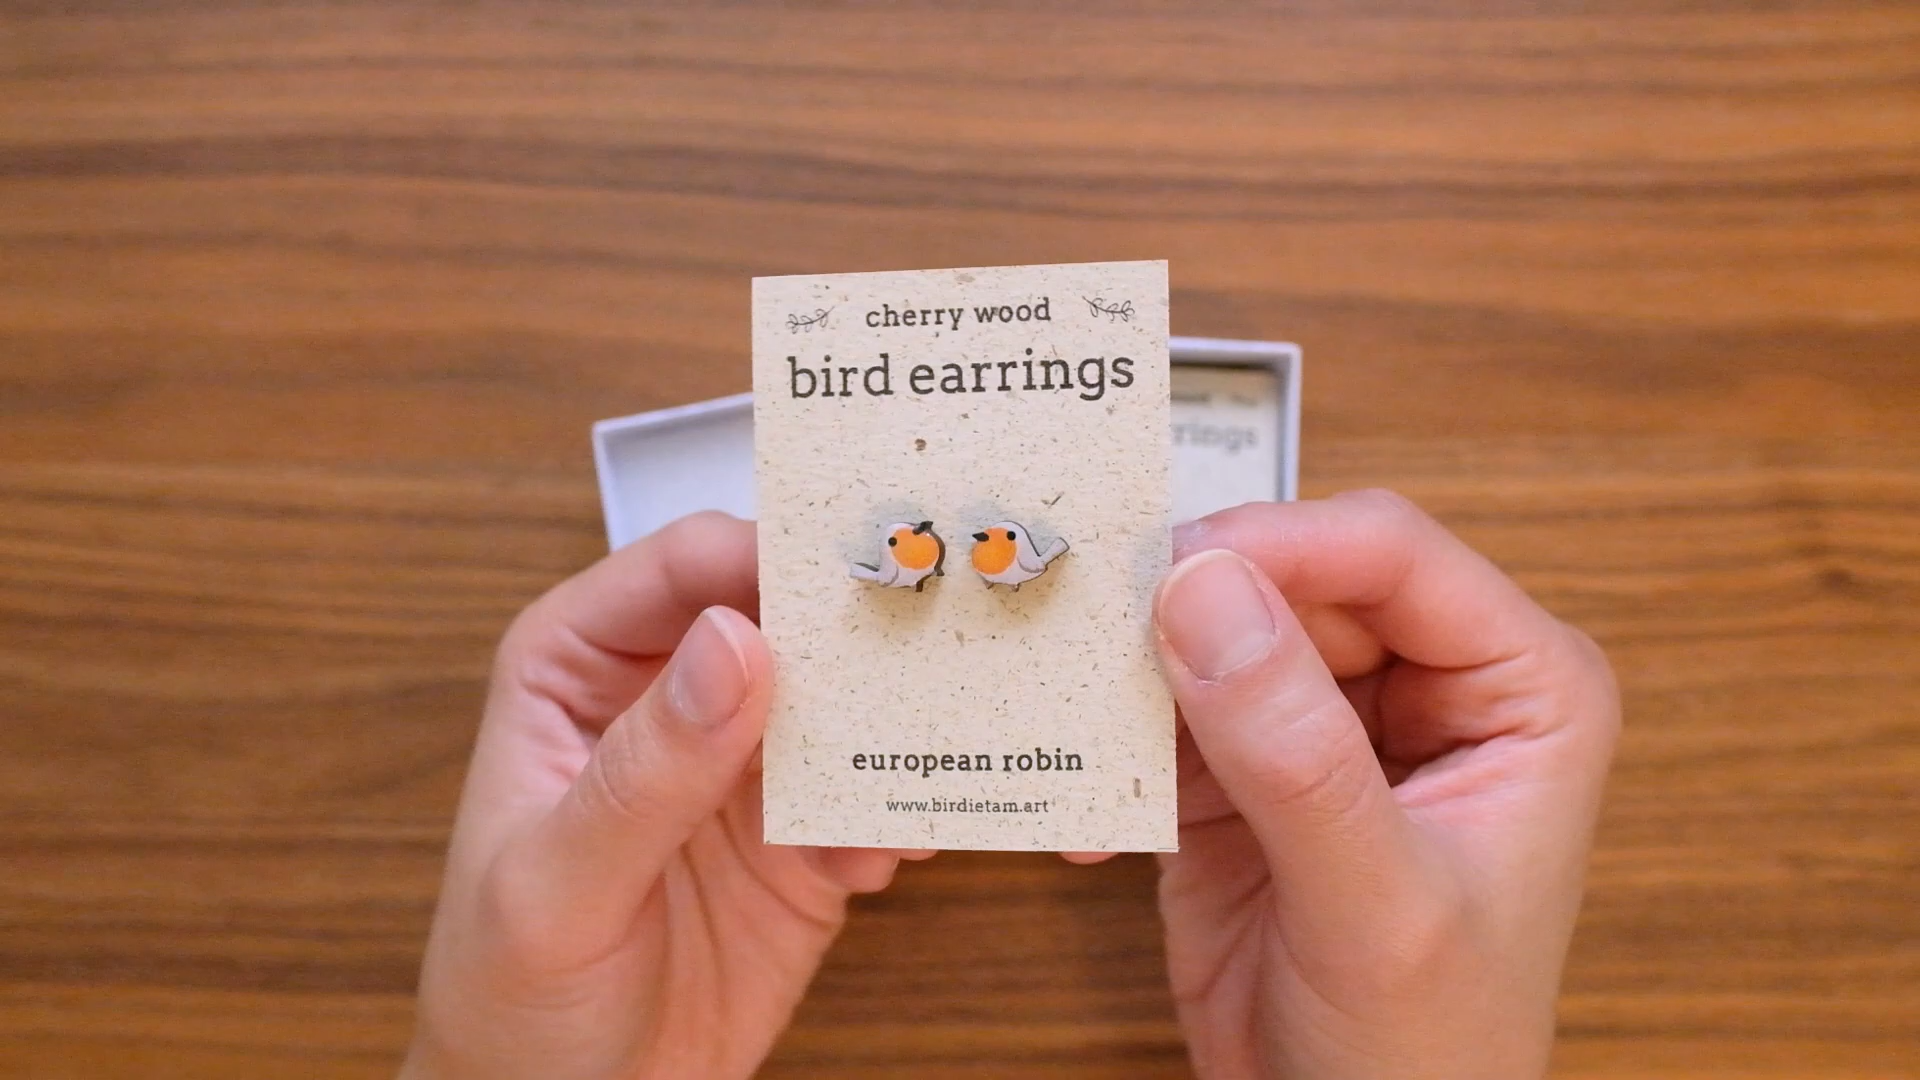 cherry wood
bird earrings
european robin
www.birdietam.art
rings